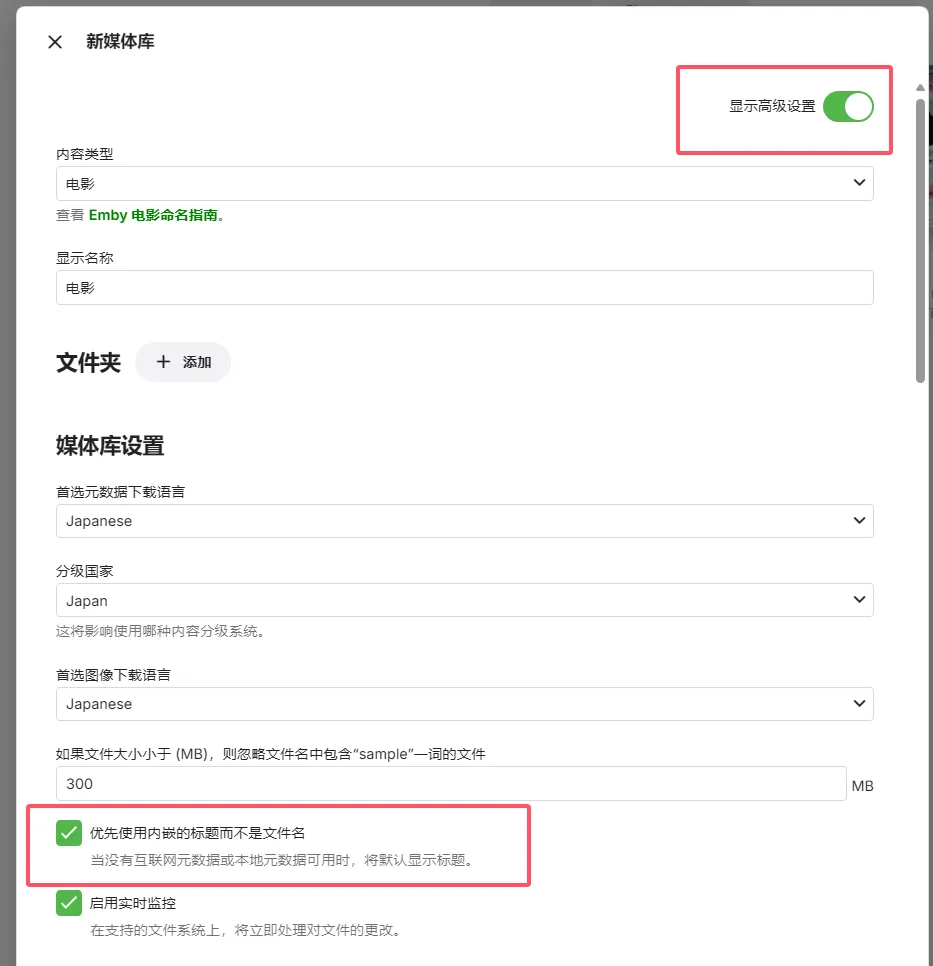 新媒体库
显示高级设置
内容类型
电影
查看 Emby 电影命名指南。
显示名称
电影
文件夹
添加
媒体库设置
首选元数据下载语言
Japanese
分级国家
Japan
这将影响使用哪种内容分级系统。
首选图像下载语言
Japanese
如果文件大小小于 (MB)，则忽略文件名中包含“sample”一词的文件
300
MB
优先使用内嵌的标题而不是文件名
当没有互联网元数据或本地元数据可用时，将默认显示标题。
启用实时监控
在支持的文件系统上，将立即处理对文件的更改。